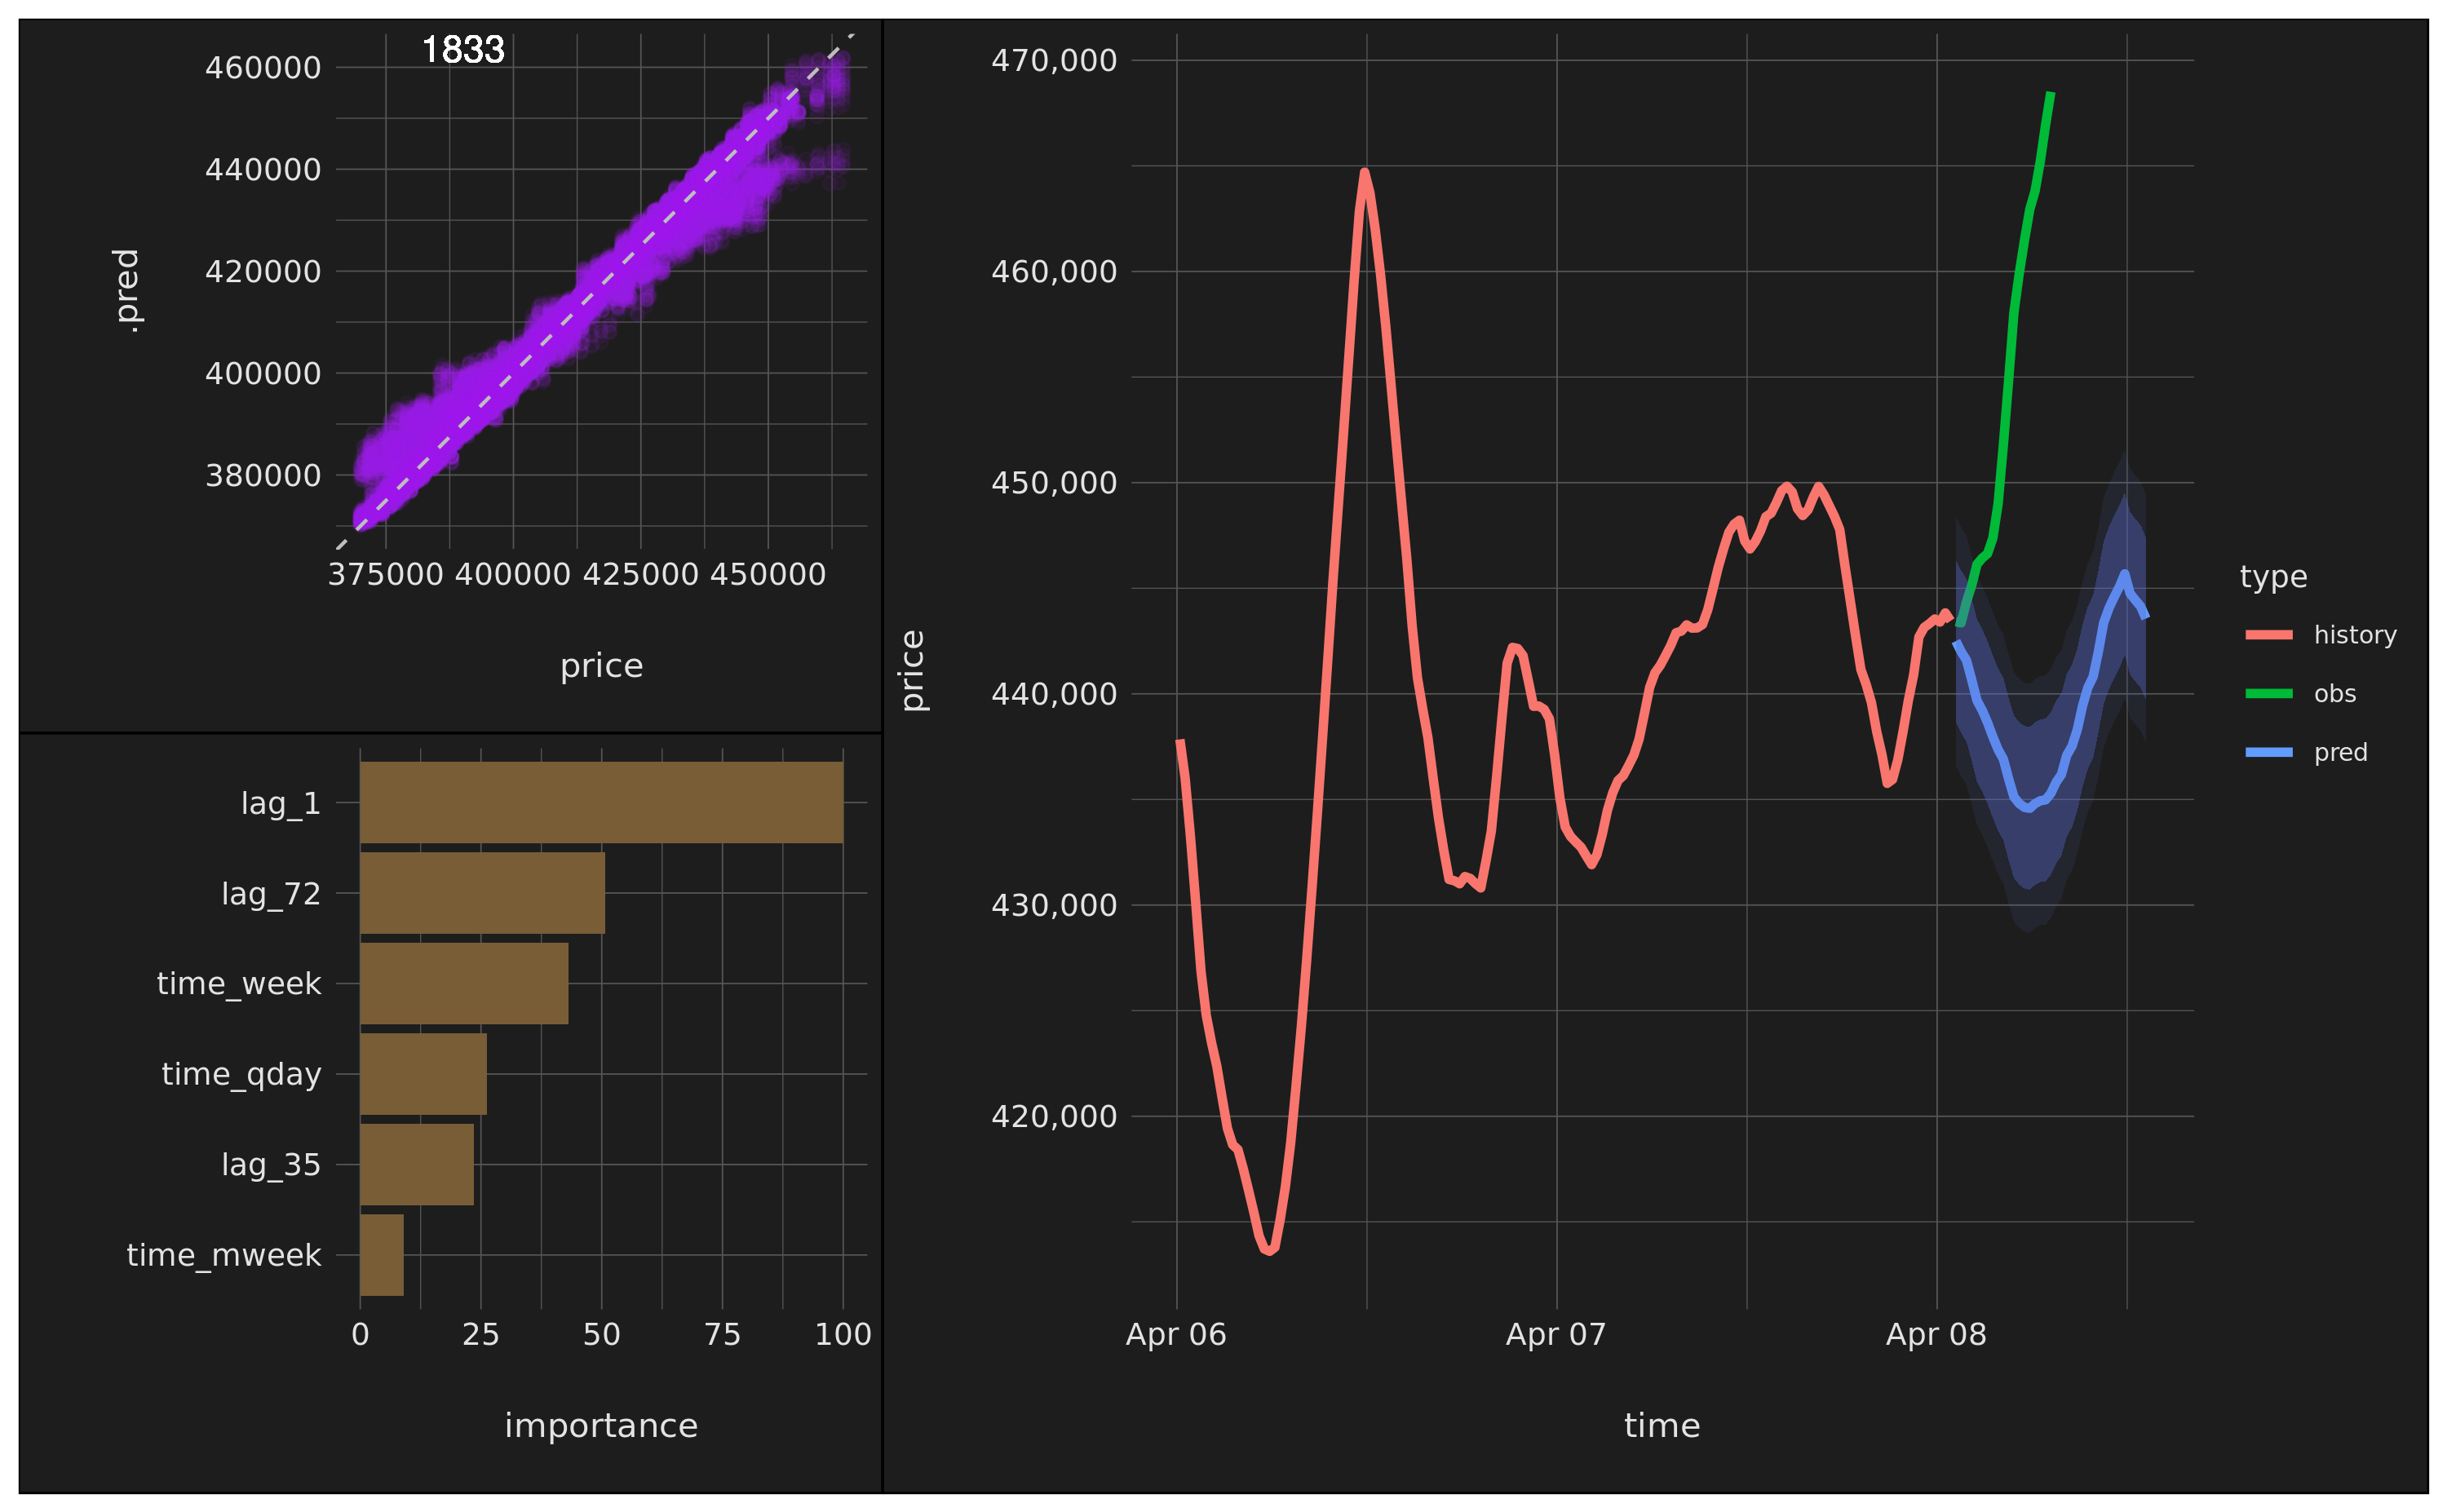 1833
460000
440000
420000
400000
380000
.pred
375000 400000 425000 450000
price
lag_1
lag_72
time_week
time_qday
lag_35
time_mweek
0 25 50 75 100
importance
470,000
460,000
450,000
440,000
430,000
420,000
price
Apr 06 Apr 07 Apr 08
time
type
history
obs
pred